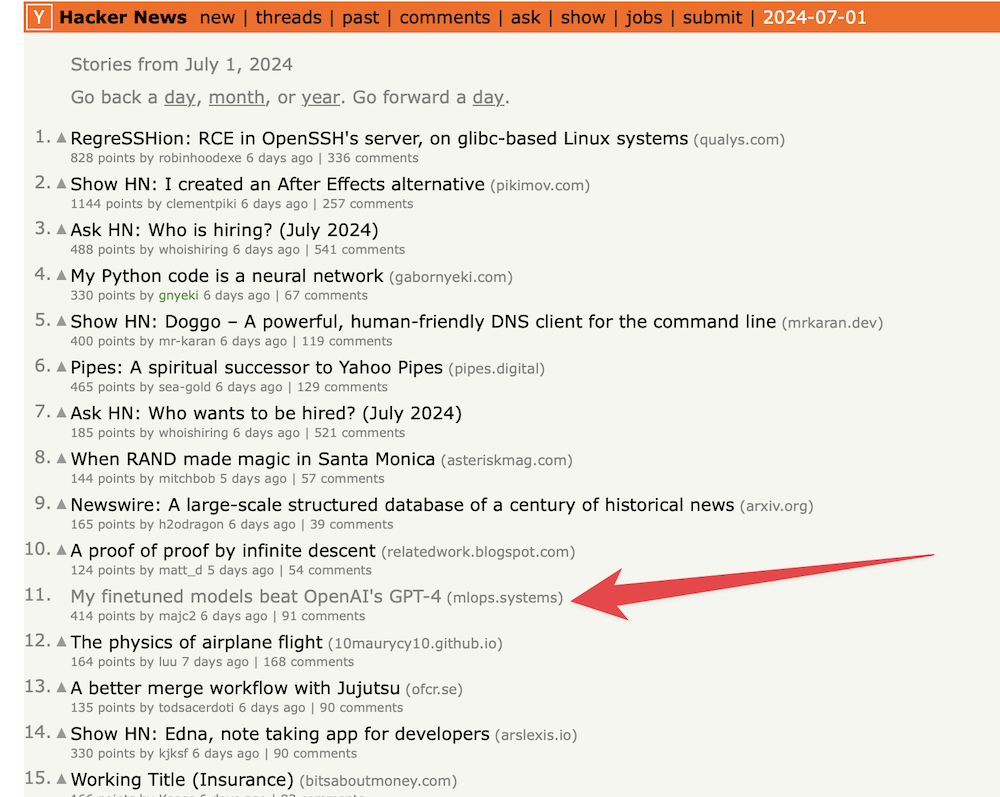 Y Hacker News new | threads | past | comments | ask | show | jobs | submit | 2024-07-01
Stories from July 1, 2024
Go back a day, month, or year. Go forward a day.
1. ▲ RegreSSHion: RCE in OpenSSH's server, on glibc-based Linux systems (qualys.com)
828 points by robinhoodexe 6 days ago | 336 comments
2. ▲ Show HN: I created an After Effects alternative (pikimov.com)
1144 points by clementpiki 6 days ago | 257 comments
3. ▲ Ask HN: Who is hiring? (July 2024)
488 points by whoishiring 6 days ago | 541 comments
4. ▲ My Python code is a neural network (gabornyeki.com)
330 points by gnyeki 6 days ago | 67 comments
5. ▲ Show HN: Doggo – A powerful, human-friendly DNS client for the command line (mrkaran.dev)
400 points by mr-karan 6 days ago | 119 comments
6. ▲ Pipes: A spiritual successor to Yahoo Pipes (pipes.digital)
465 points by sea-gold 6 days ago | 129 comments
7. ▲ Ask HN: Who wants to be hired? (July 2024)
185 points by whoishiring 6 days ago | 521 comments
8. ▲ When RAND made magic in Santa Monica (asteriskmag.com)
144 points by mitchbob 5 days ago | 57 comments
9. ▲ Newswire: A large-scale structured database of a century of historical news (arxiv.org)
165 points by h2odragon 6 days ago | 39 comments
10. ▲ A proof of proof by infinite descent (relatedwork.blogspot.com)
124 points by matt_d 5 days ago | 54 comments
11. My finetuned models beat OpenAI's GPT-4 (mlops.systems)
414 points by majc2 6 days ago | 91 comments
12. ▲ The physics of airplane flight (10maurycy10.github.io)
164 points by luu 7 days ago | 168 comments
13. ▲ A better merge workflow with Jujutsu (ofcr.se)
135 points by todsacerdoti 6 days ago | 90 comments
14. ▲ Show HN: Edna, note taking app for developers (arslexis.io)
330 points by kjksf 6 days ago | 90 comments
15. ▲ Working Title (Insurance) (bitsaboutmoney.com)